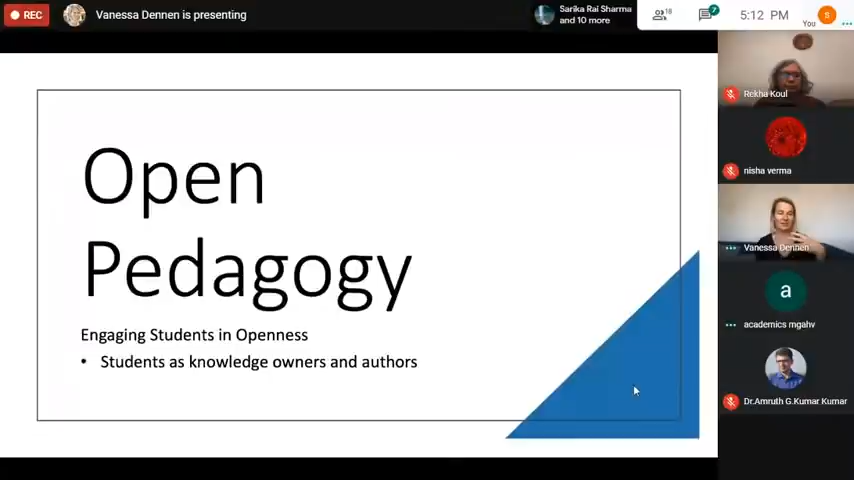 REC
Vanessa Dennen is presenting
Sarika Rai Sharma
and 10 more
18
7
5:12 PM
You
S
Open
Pedagogy
Engaging Students in Openness
• Students as knowledge owners and authors
Rekha Koul
nisha verma
Vanessa Dennen
a
academics mgahv
Dr.Amruth G.Kumar Kumar